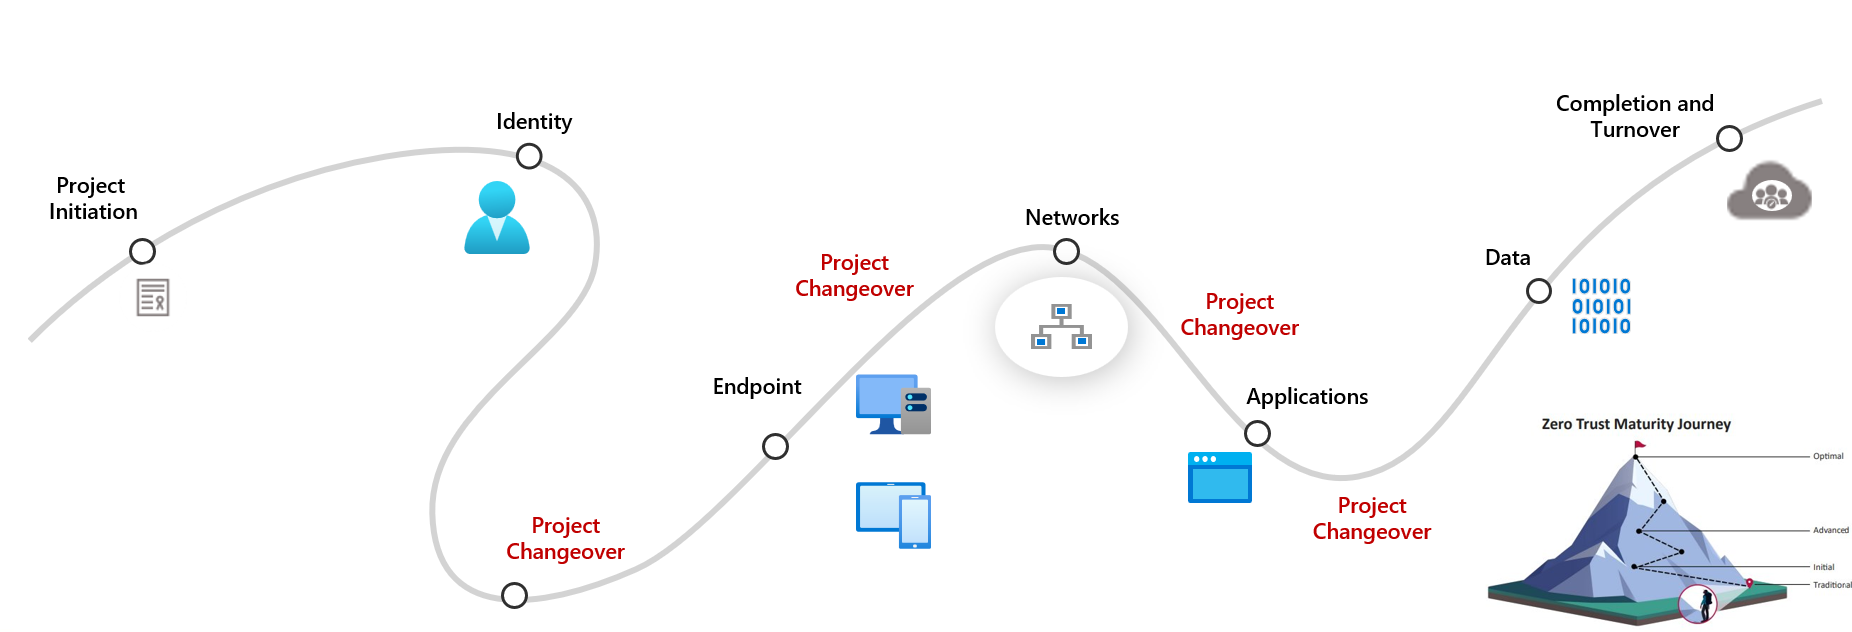 Project
Initiation
Identity
Project
Changeover
Endpoint
Project
Changeover
Networks
Project
Changeover
Applications
Project
Changeover
Data
101010
010101
101010
Completion and
Turnover
Zero Trust Maturity Journey
Optimal
Advanced
Initial
Traditional